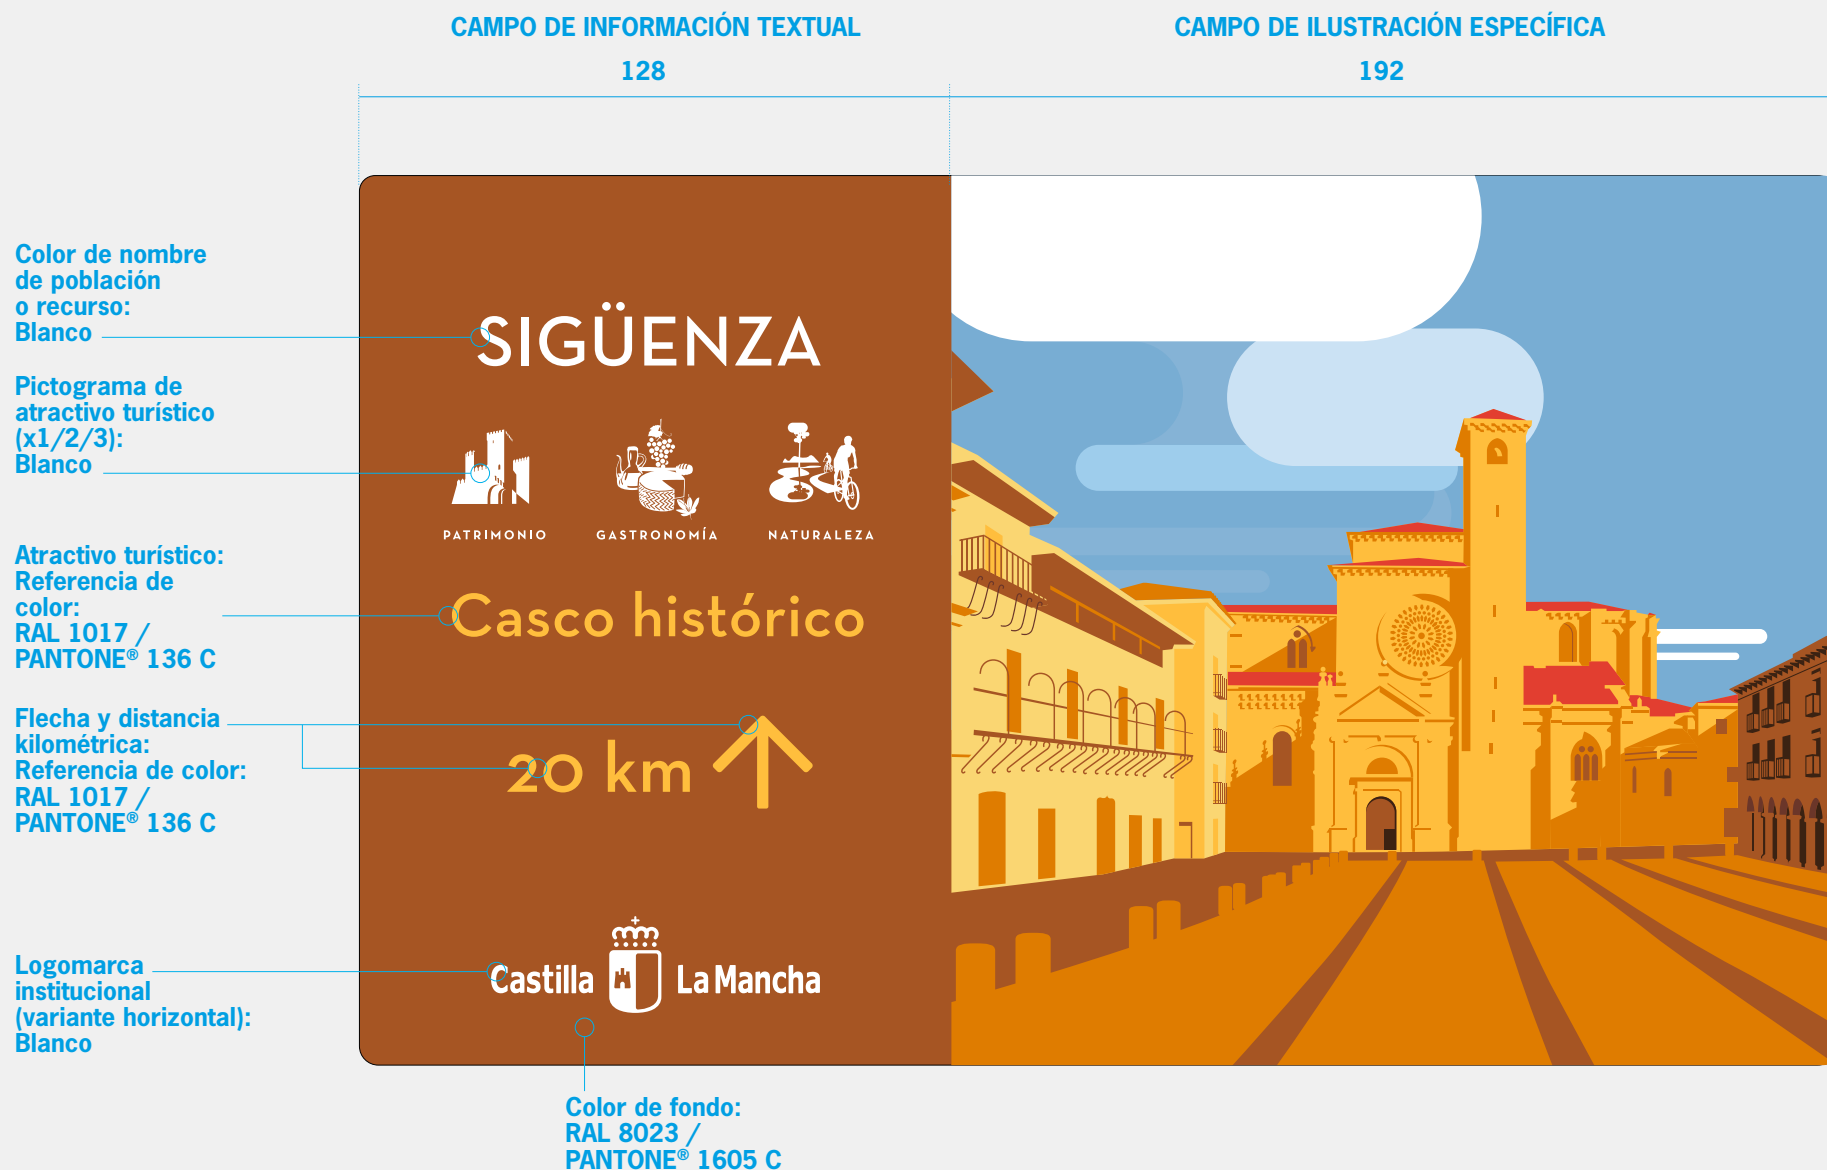 CAMPO DE INFORMACIÓN TEXTUAL
128
CAMPO DE ILUSTRACIÓN ESPECÍFICA
192
Color de nombre
de población
o recurso:
Blanco
Pictograma de
atractivo turístico
(x1/2/3):
Blanco
Atractivo turístico:
Referencia de
color:
RAL 1017 /
PANTONE® 136 C
Flecha y distancia
kilométrica:
Referencia de color:
RAL 1017 /
PANTONE® 136 C
Logomarca
institucional
(variante horizontal):
Blanco
SIGÜENZA
PATRIMONIO
GASTRONOMÍA
NATURALEZA
Casco histórico
20 km
Castilla La Mancha
Color de fondo:
RAL 8023 /
PANTONE® 1605 C